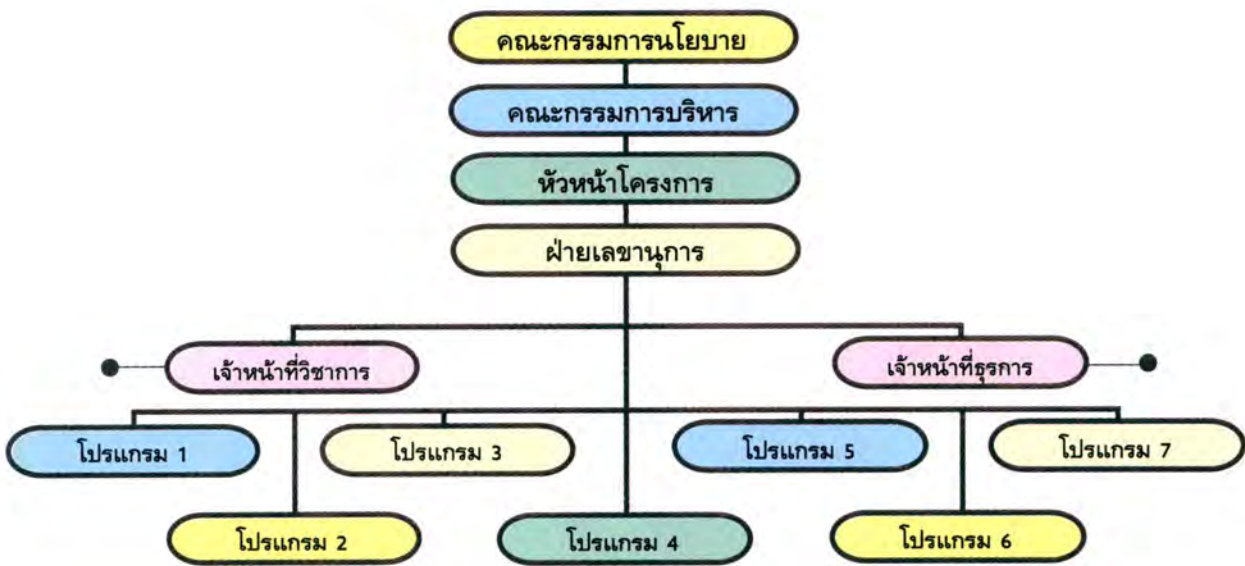 คณะกรรมการนโยบาย
คณะกรรมการบริหาร
หัวหน้าโครงการ
ฝ่ายเลขานุการ
เจ้าหน้าที่วิชาการ
เจ้าหน้าที่ธุรการ
โปรแกรม 1
โปรแกรม 3
โปรแกรม 5
โปรแกรม 7
โปรแกรม 2
โปรแกรม 4
โปรแกรม 6